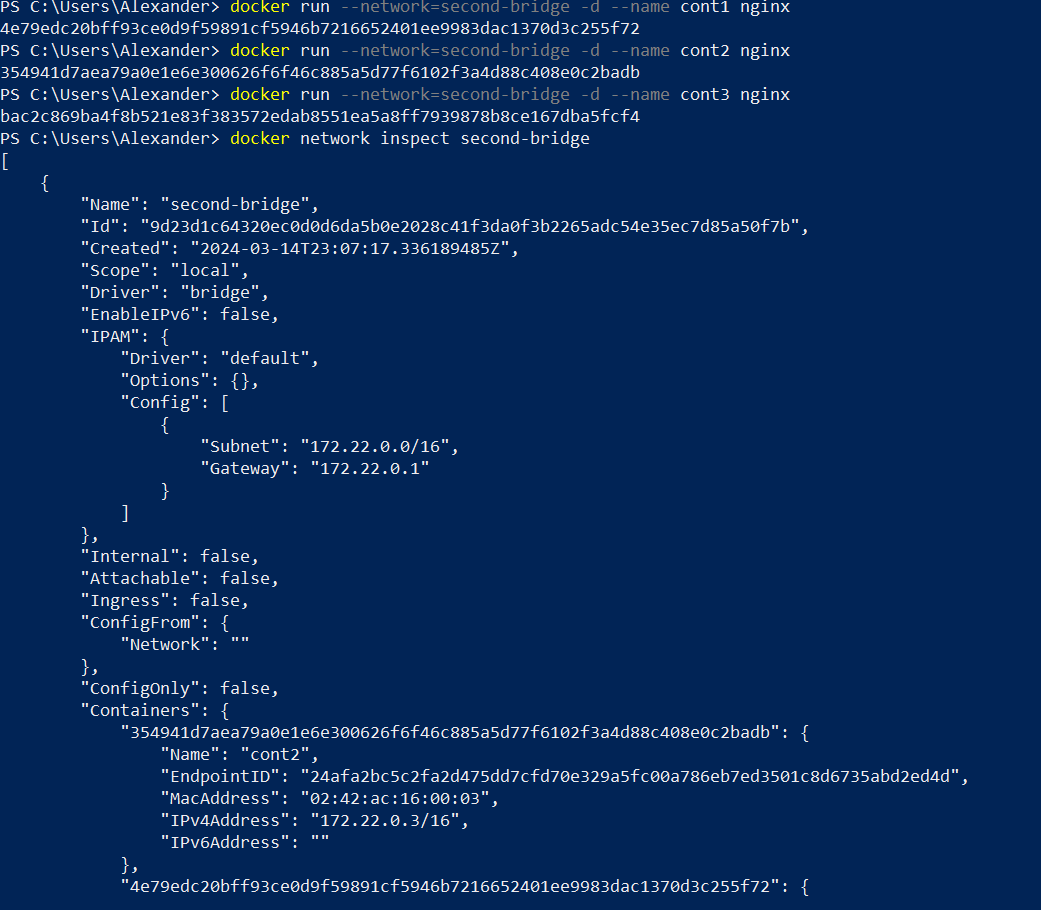 PS C:\Users\Alexander> docker run --network=second-bridge -d --name cont1 nginx
4e79edc20bff93ce0d9f59891cf5946b7216652401ee9983dac1370d3c255f72
PS C:\Users\Alexander> docker run --network=second-bridge -d --name cont2 nginx
354941d7aea79a0e1e6e300626f6f46c885a5d77f6102f3a4d88c408e0c2badb
PS C:\Users\Alexander> docker run --network=second-bridge -d --name cont3 nginx
bac2c869ba4f8b521e83f383572edab8551ea5a8ff7939878b8ce167dba5fcf4
PS C:\Users\Alexander> docker network inspect second-bridge
[
    {
        "Name": "second-bridge",
        "Id": "9d23d1c64320ec0d0d6da5b0e2028c41f3da0f3b2265adc54e35ec7d85a50f7b",
        "Created": "2024-03-14T23:07:17.336189485Z",
        "Scope": "local",
        "Driver": "bridge",
        "EnableIPv6": false,
        "IPAM": {
            "Driver": "default",
            "Options": {},
            "Config": [
                {
                    "Subnet": "172.22.0.0/16",
                    "Gateway": "172.22.0.1"
                }
            ]
        },
        "Internal": false,
        "Attachable": false,
        "Ingress": false,
        "ConfigFrom": {
            "Network": ""
        },
        "ConfigOnly": false,
        "Containers": {
            "354941d7aea79a0e1e6e300626f6f46c885a5d77f6102f3a4d88c408e0c2badb": {
                "Name": "cont2",
                "EndpointID": "24afa2bc5c2fa2d475dd7cfd70e329a5fc00a786eb7ed3501c8d6735abd2ed4d",
                "MacAddress": "02:42:ac:16:00:03",
                "IPv4Address": "172.22.0.3/16",
                "IPv6Address": ""
            },
            "4e79edc20bff93ce0d9f59891cf5946b7216652401ee9983dac1370d3c255f72": {